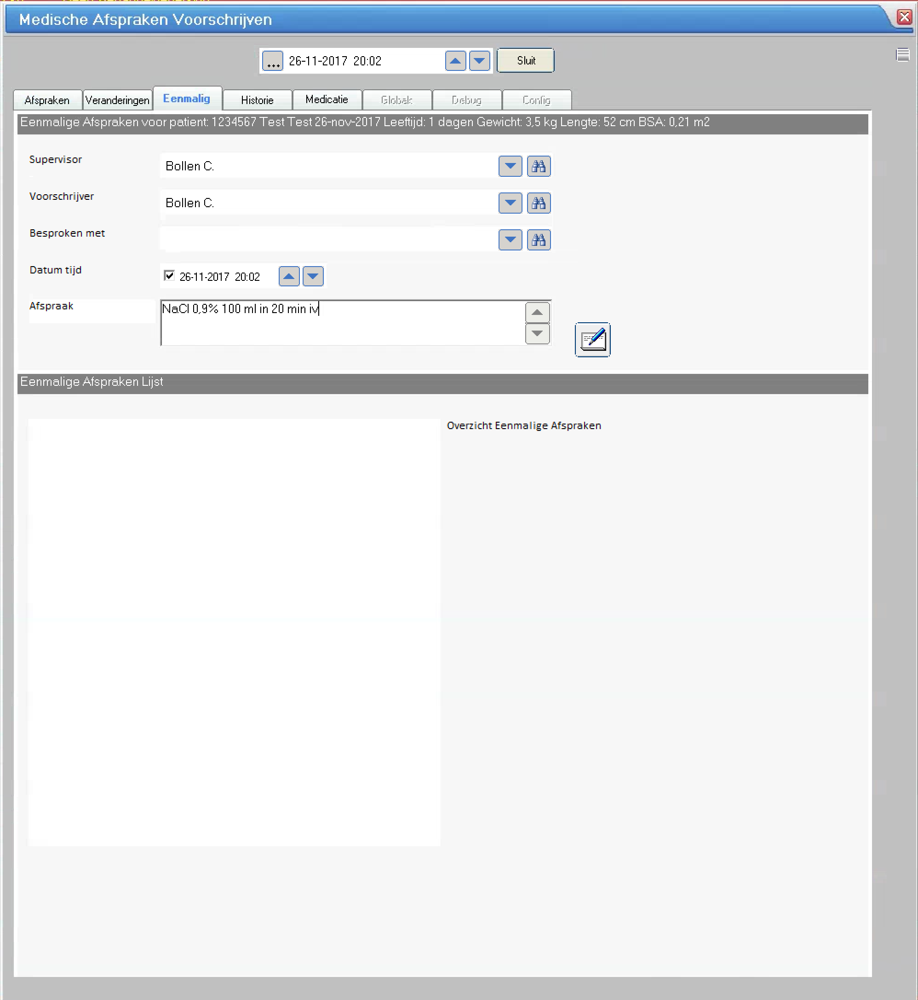 Medische Afspraken Voorschrijven
... 26-11-2017 20:02 Sluit
Afspraken Veranderingen Eenmalig Historie Medicatie Globals Debug Config
Eenmalige Afspraken voor patient: 1234567 Test Test 26-nov-2017 Leeftijd: 1 dagen Gewicht: 3,5 kg Lengte: 52 cm BSA: 0,21 m2
Supervisor Bollen C.
Voorschrijver Bollen C.
Besproken met
Datum tijd 26-11-2017 20:02
Afspraak NaCl 0,9% 100 ml in 20 min iv
Eenmalige Afspraken Lijst
Overzicht Eenmalige Afspraken